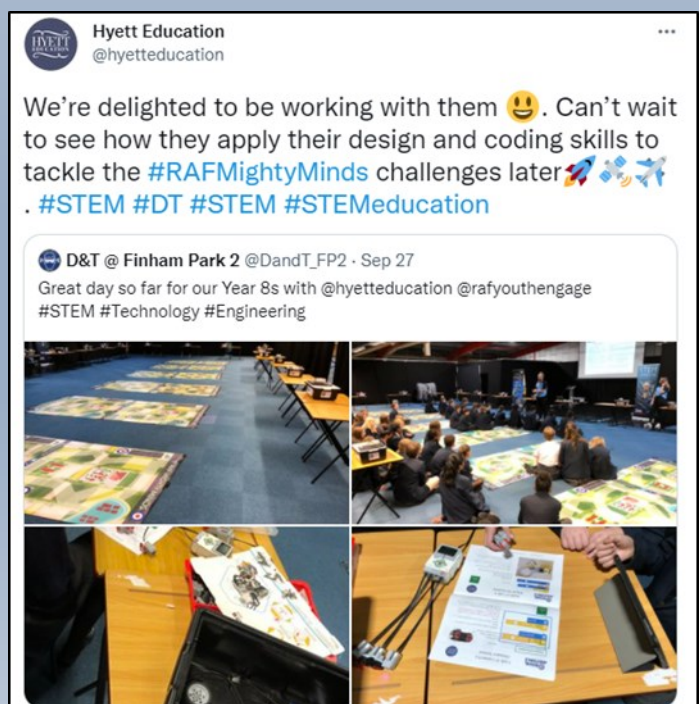 HYETT
EDUCATION
Hyett Education
@hyetteducation
We’re delighted to be working with them 😃. Can’t wait
to see how they apply their design and coding skills to
tackle the #RAFMightyMinds challenges later🚀🛰️✈️
. #STEM #DT #STEM #STEMeducation
D&T @ Finham Park 2 @DandT_FP2 · Sep 27
Great day so far for our Year 8s with @hyetteducation @rafyouthengage
#STEM #Technology #Engineering